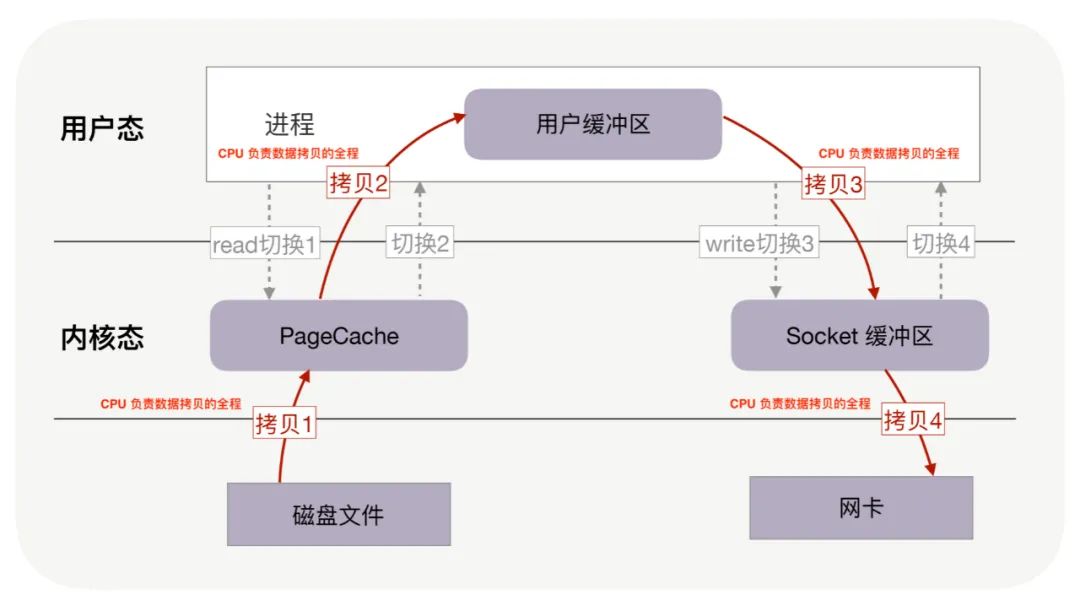 用户态
进程
用户缓冲区
CPU 负责数据拷贝的全程
CPU 负责数据拷贝的全程
拷贝2
拷贝3
read切换1
切换2
write切换3
切换4
内核态
PageCache
Socket 缓冲区
CPU 负责数据拷贝的全程
CPU 负责数据拷贝的全程
拷贝1
拷贝4
磁盘文件
网卡